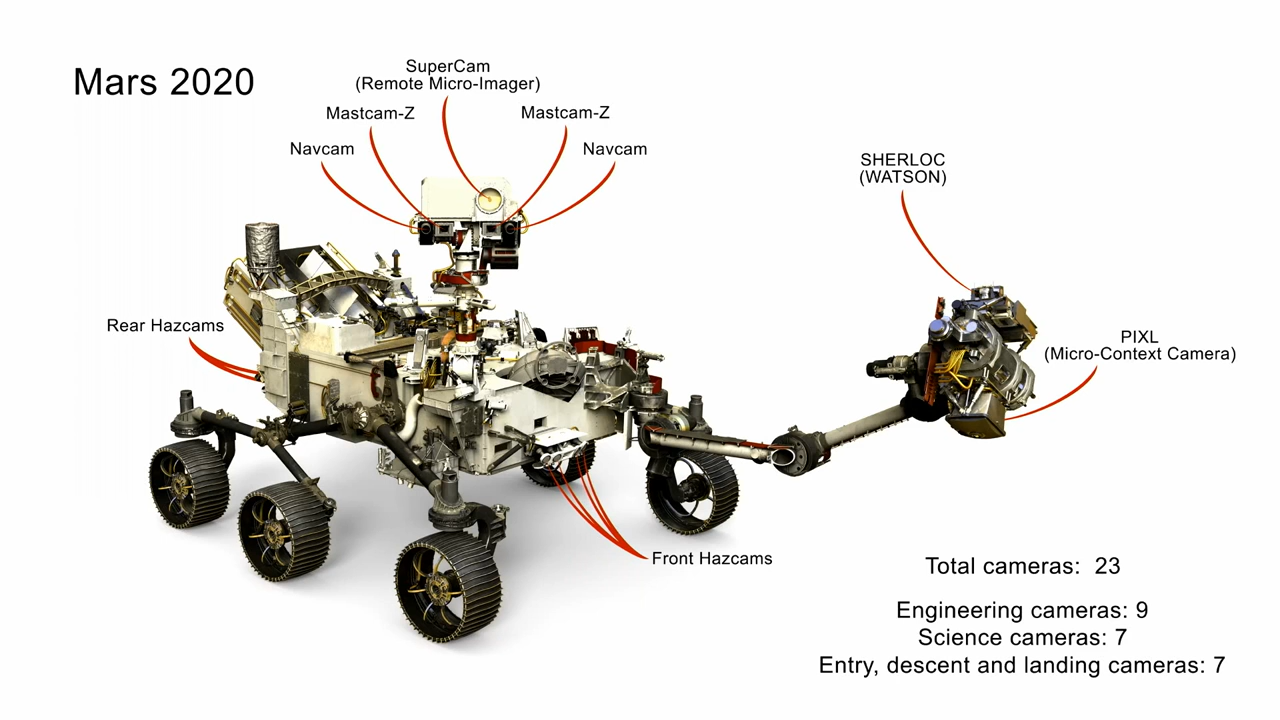 Mars 2020
SuperCam
(Remote Micro-Imager)
Mastcam-Z
Mastcam-Z
Navcam
Navcam
SHERLOC
(WATSON)
Rear Hazcams
PIXL
(Micro-Context Camera)
Front Hazcams
Total cameras: 23
Engineering cameras: 9
Science cameras: 7
Entry, descent and landing cameras: 7